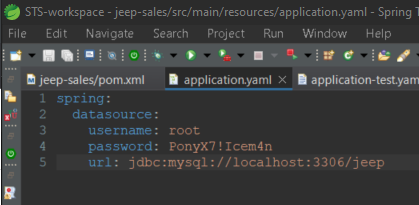 STS-workspace - jeep-sales/src/main/resources/application.yaml - Spring T
File Edit Navigate Search Project Run Window Help
jeep-sales/pom.xml application.yaml application-test.yam
1 spring:
2 datasource:
3 username: root
4 password: PonyX7!Icem4n
5 url: jdbc:mysql://localhost:3306/jeep